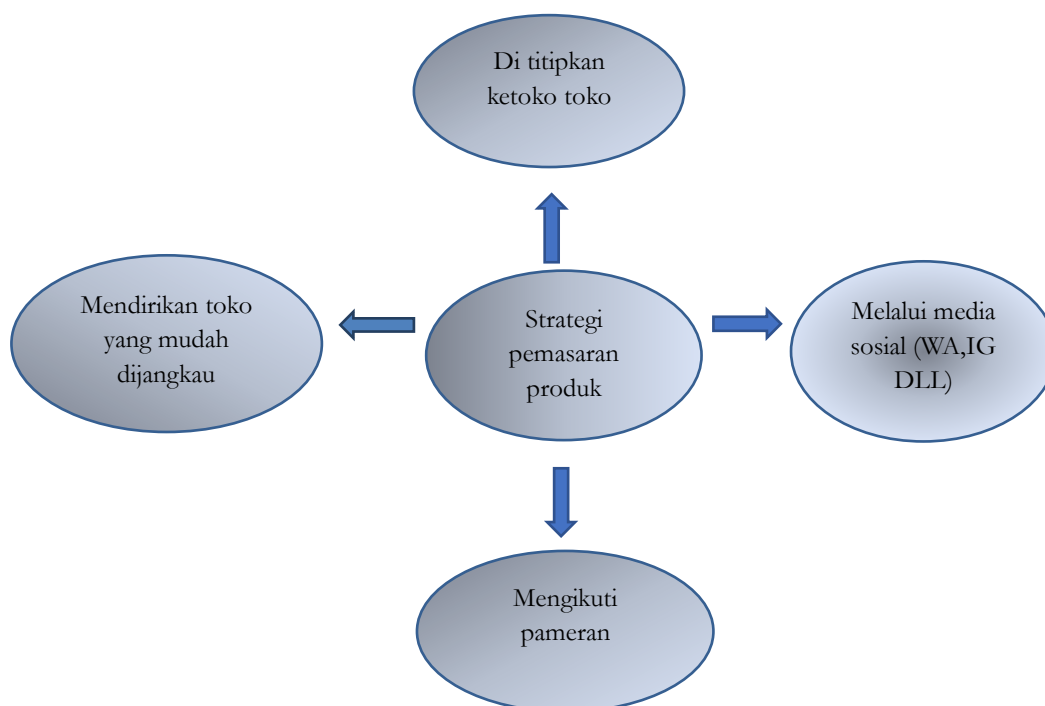 Di titipkan
ketoko toko
Mendirikan toko
yang mudah
dijangkau
Strategi
pemasaran
produk
Melalui media
sosial (WA,IG
DLL)
Mengikuti
pameran